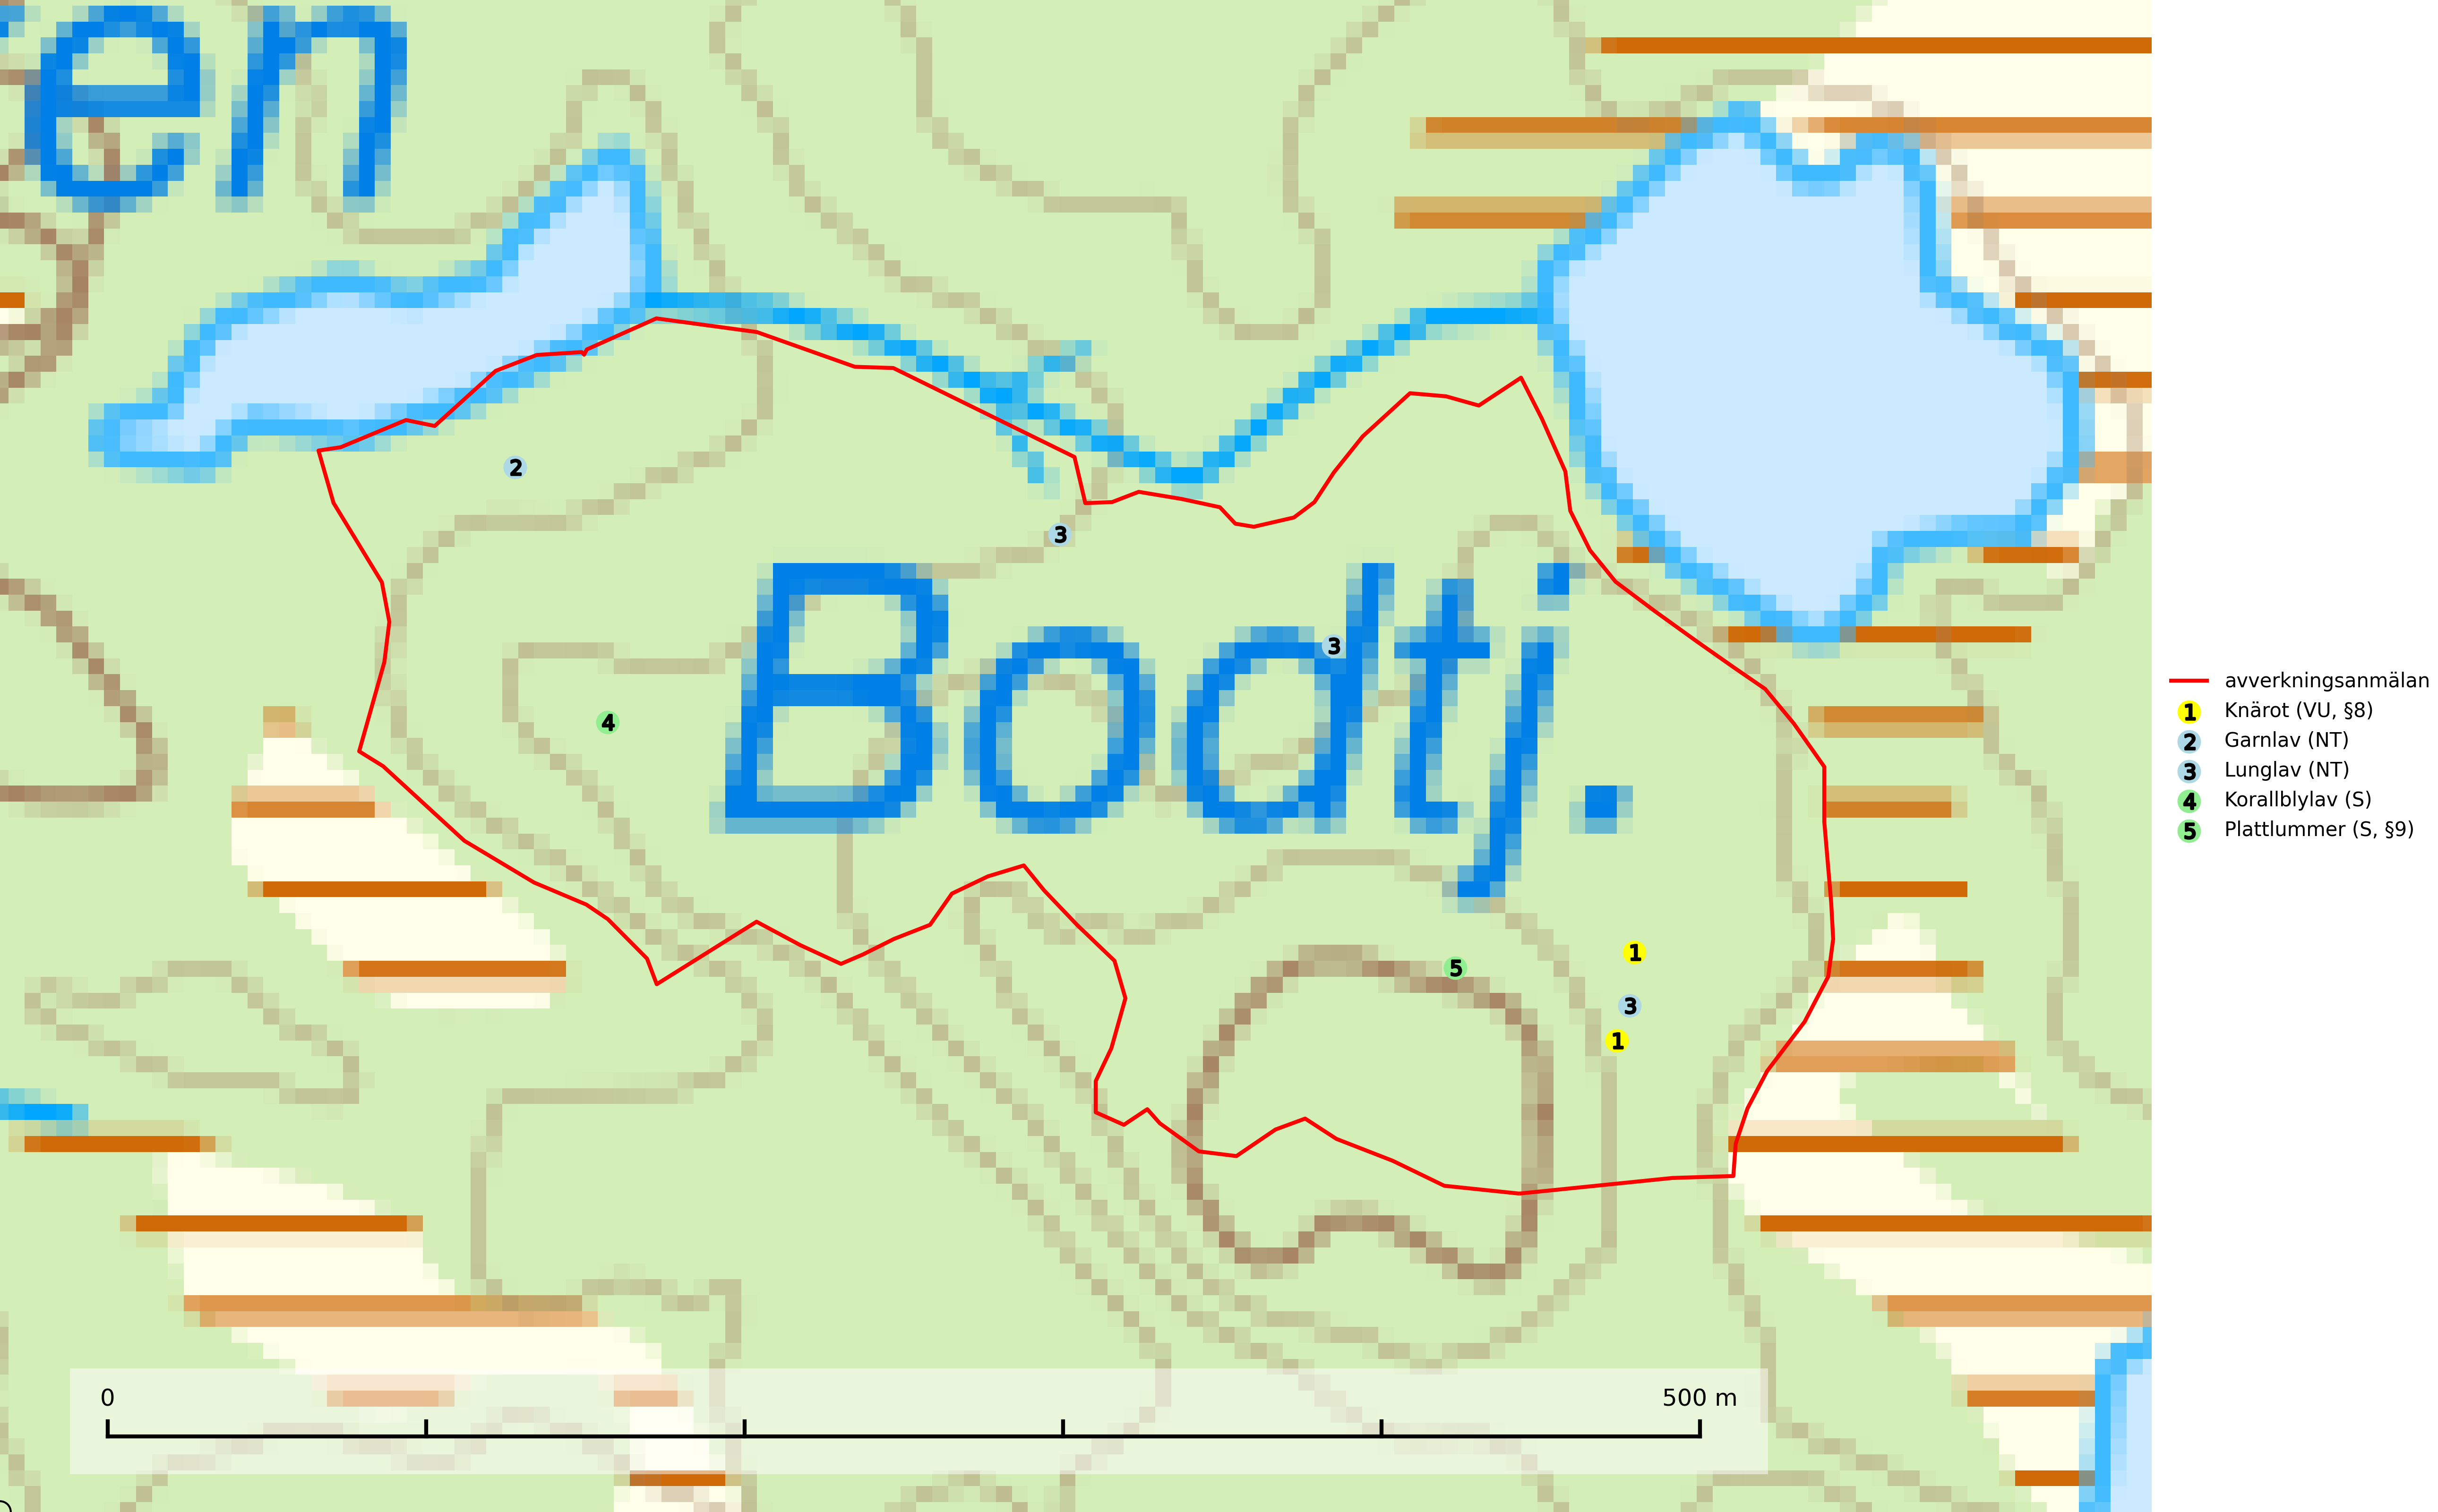 en
2
3
Bodtj.
3
4
1
5
3
1
avverkningsanmälan
1 Knärot (VU, §8)
2 Garnlav (NT)
3 Lunglav (NT)
4 Korallblylav (S)
5 Plattlummer (S, §9)
0 500 m